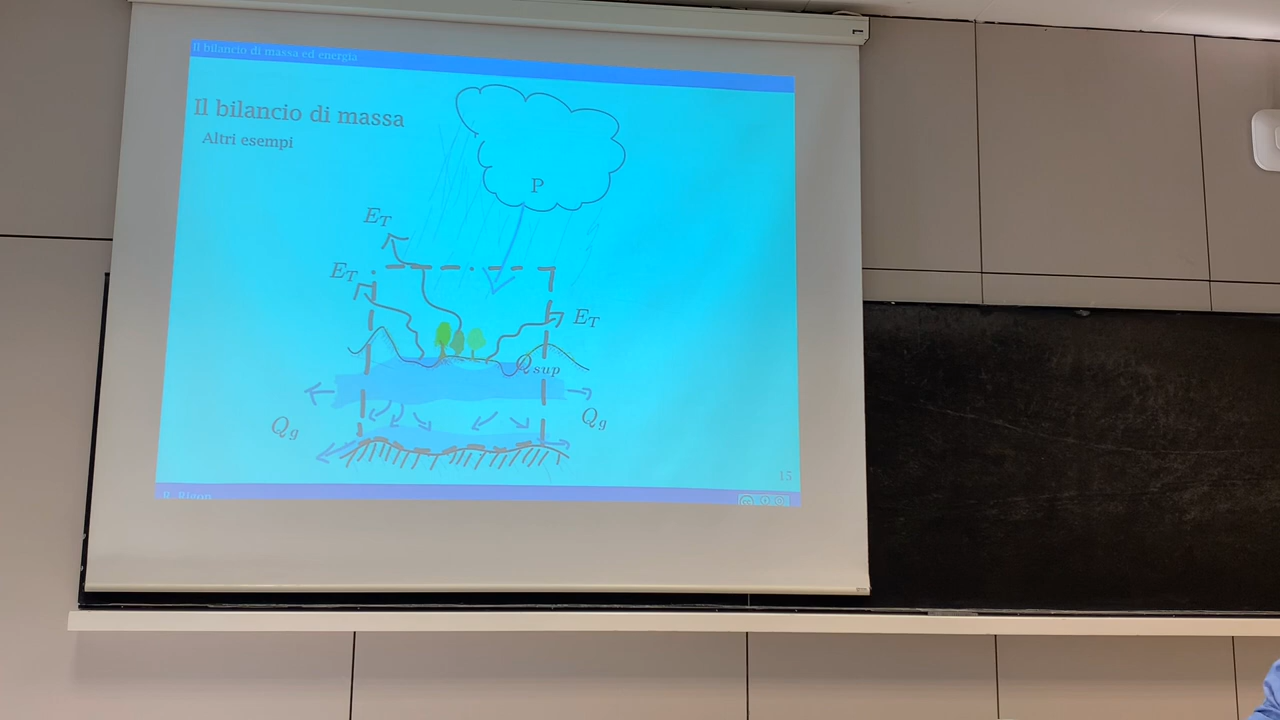 Il bilancio di massa ed energia
Il bilancio di massa
Altri esempi
P
E_T
E_T
E_T
Q_sup
Q_g
Q_g
15
R. Rigon